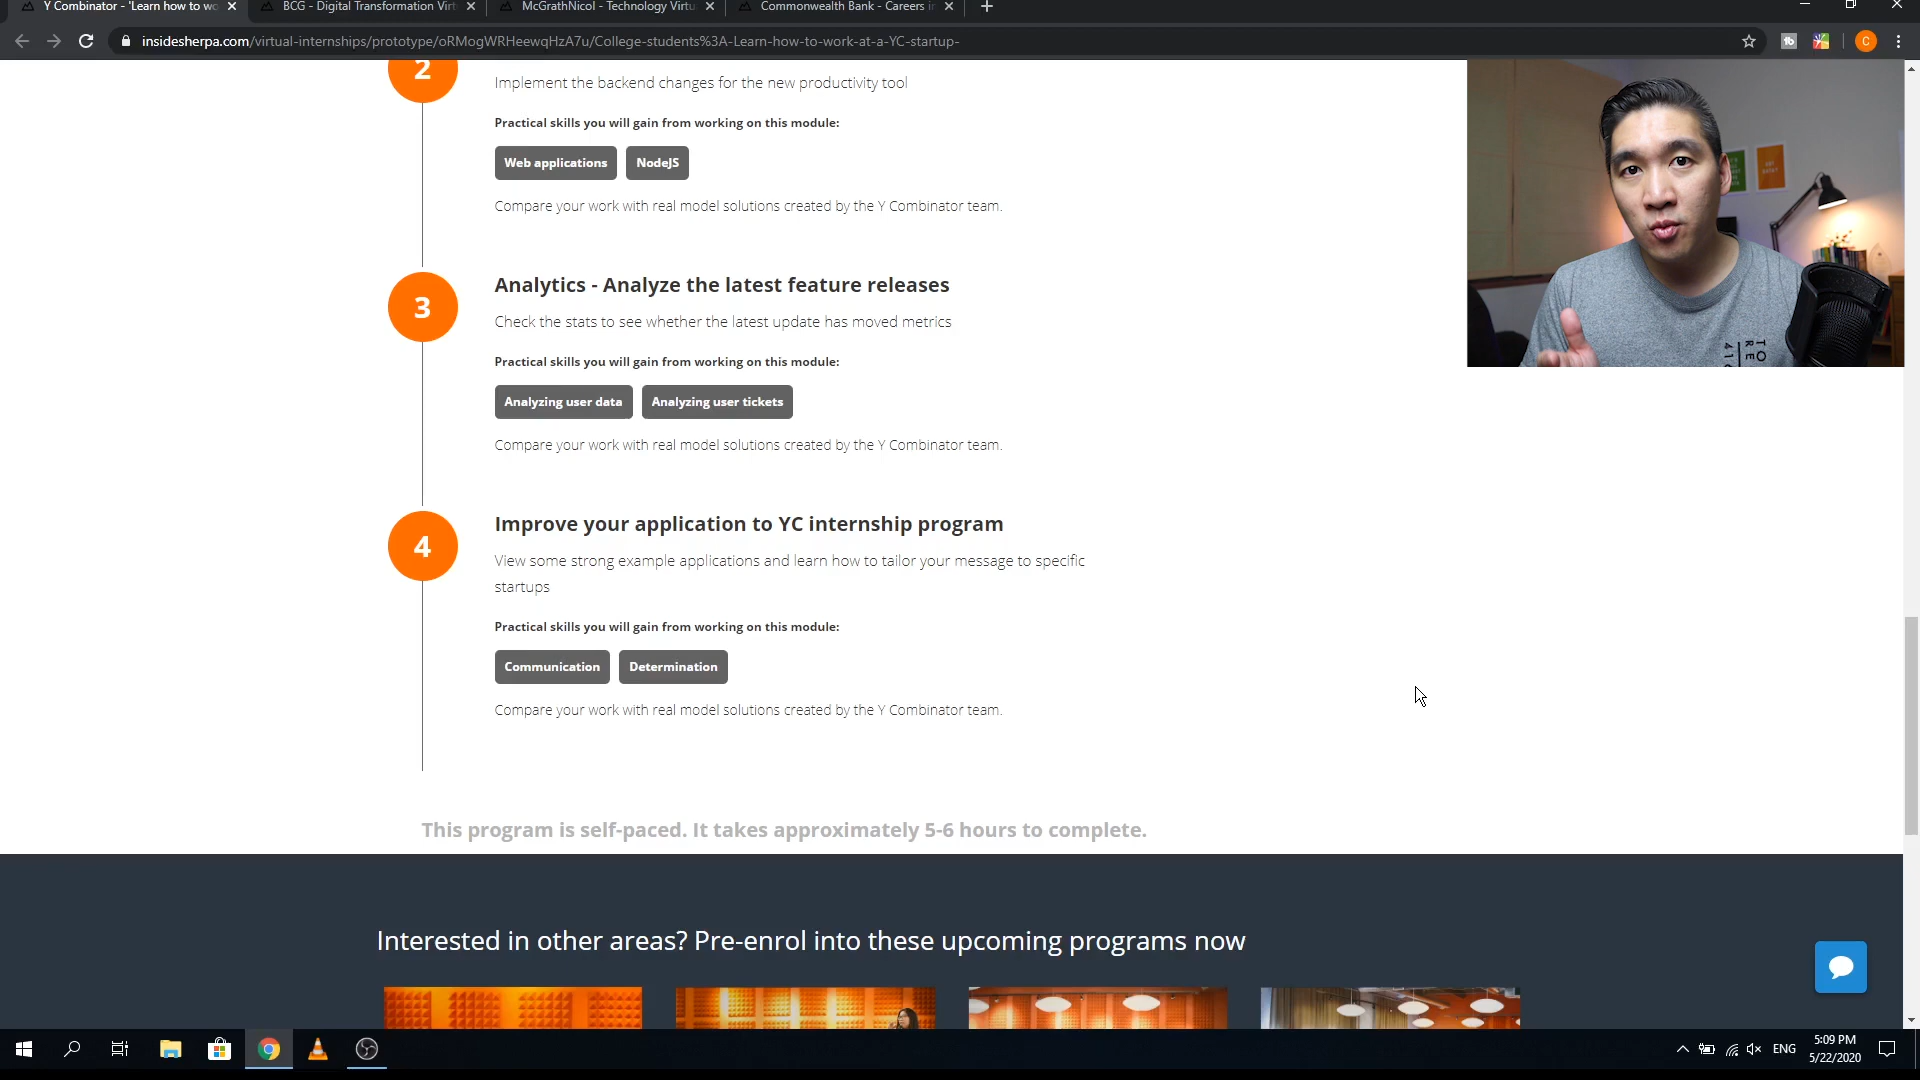 Y Combinator - 'Learn how to wo
BCG - Digital Transformation Virt
McGrathNicol - Technology Virtu
Commonwealth Bank - Careers in
insidesherpa.com/virtual-internships/prototype/oRMogWRHeewqHzA7u/College-students%3A-Learn-how-to-work-at-a-YC-startup-
tb
C
2
Implement the backend changes for the new productivity tool
Practical skills you will gain from working on this module:
Web applications
NodeJS
Compare your work with real model solutions created by the Y Combinator team.
3
Analytics - Analyze the latest feature releases
Check the stats to see whether the latest update has moved metrics
Practical skills you will gain from working on this module:
Analyzing user data
Analyzing user tickets
Compare your work with real model solutions created by the Y Combinator team.
4
Improve your application to YC internship program
View some strong example applications and learn how to tailor your message to specific
startups
Practical skills you will gain from working on this module:
Communication
Determination
Compare your work with real model solutions created by the Y Combinator team.
This program is self-paced. It takes approximately 5-6 hours to complete.
Interested in other areas? Pre-enrol into these upcoming programs now
ENG
5:09 PM
5/22/2020